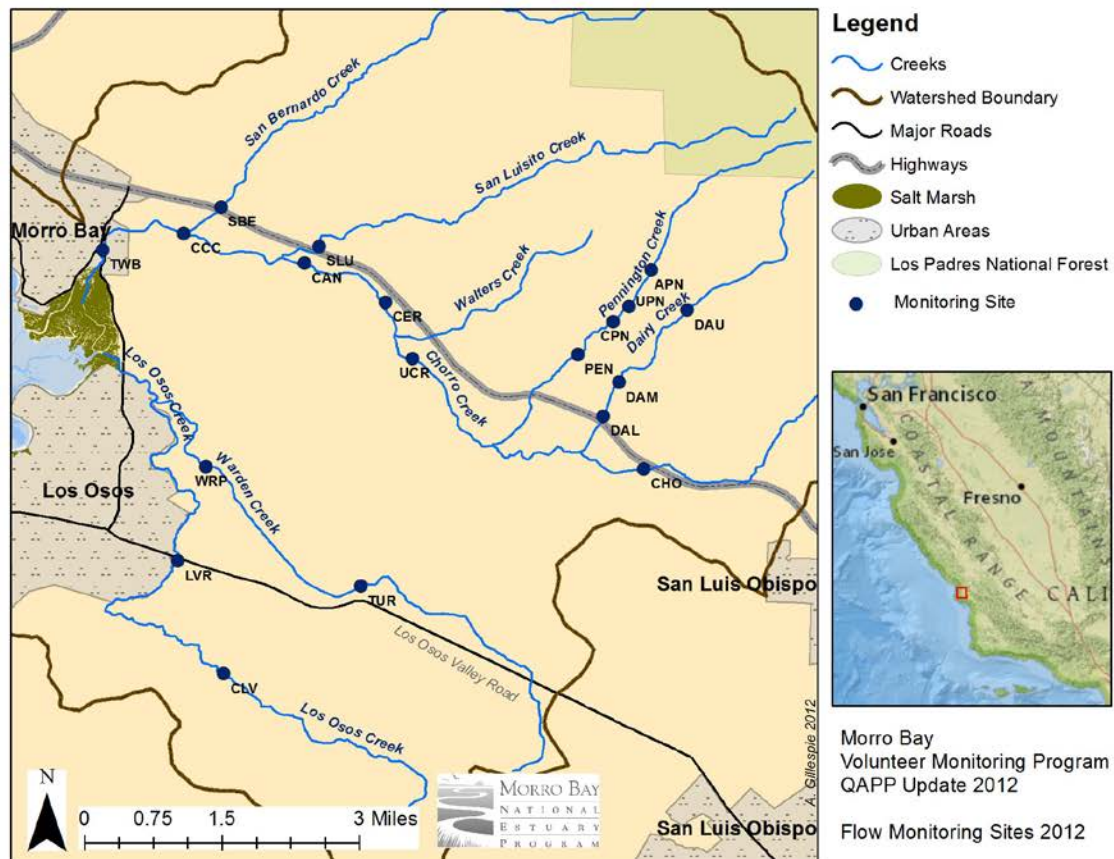 San Bernardo Creek
San Luisito Creek
Morro Bay
SBE
CCC
TWB
SLU
CAN
Walters Creek
Pennington Creek
APN
UPN
CER
CPN
Dairy Creek
DAU
UCR
Chorro Creek
PEN
DAM
DAL
Los Osos Creek
WRP
Warden Creek
CHO
Los Osos
LVR
TUR
San Luis Obispo
Los Osos Valley Road
CLV
Los Osos Creek
A. Gillespie 2012
N
0 0.75 1.5 3 Miles
MORRO BAY
NATIONAL
ESTUARY
PROGRAM
San Luis Obispo
Legend
Creeks
Watershed Boundary
Major Roads
Highways
Salt Marsh
Urban Areas
Los Padres National Forest
Monitoring Site
San Francisco
San Jose
Fresno
COASTAL RANGE
MOUNTAINS
CALI
Morro Bay
Volunteer Monitoring Program
QAPP Update 2012
Flow Monitoring Sites 2012